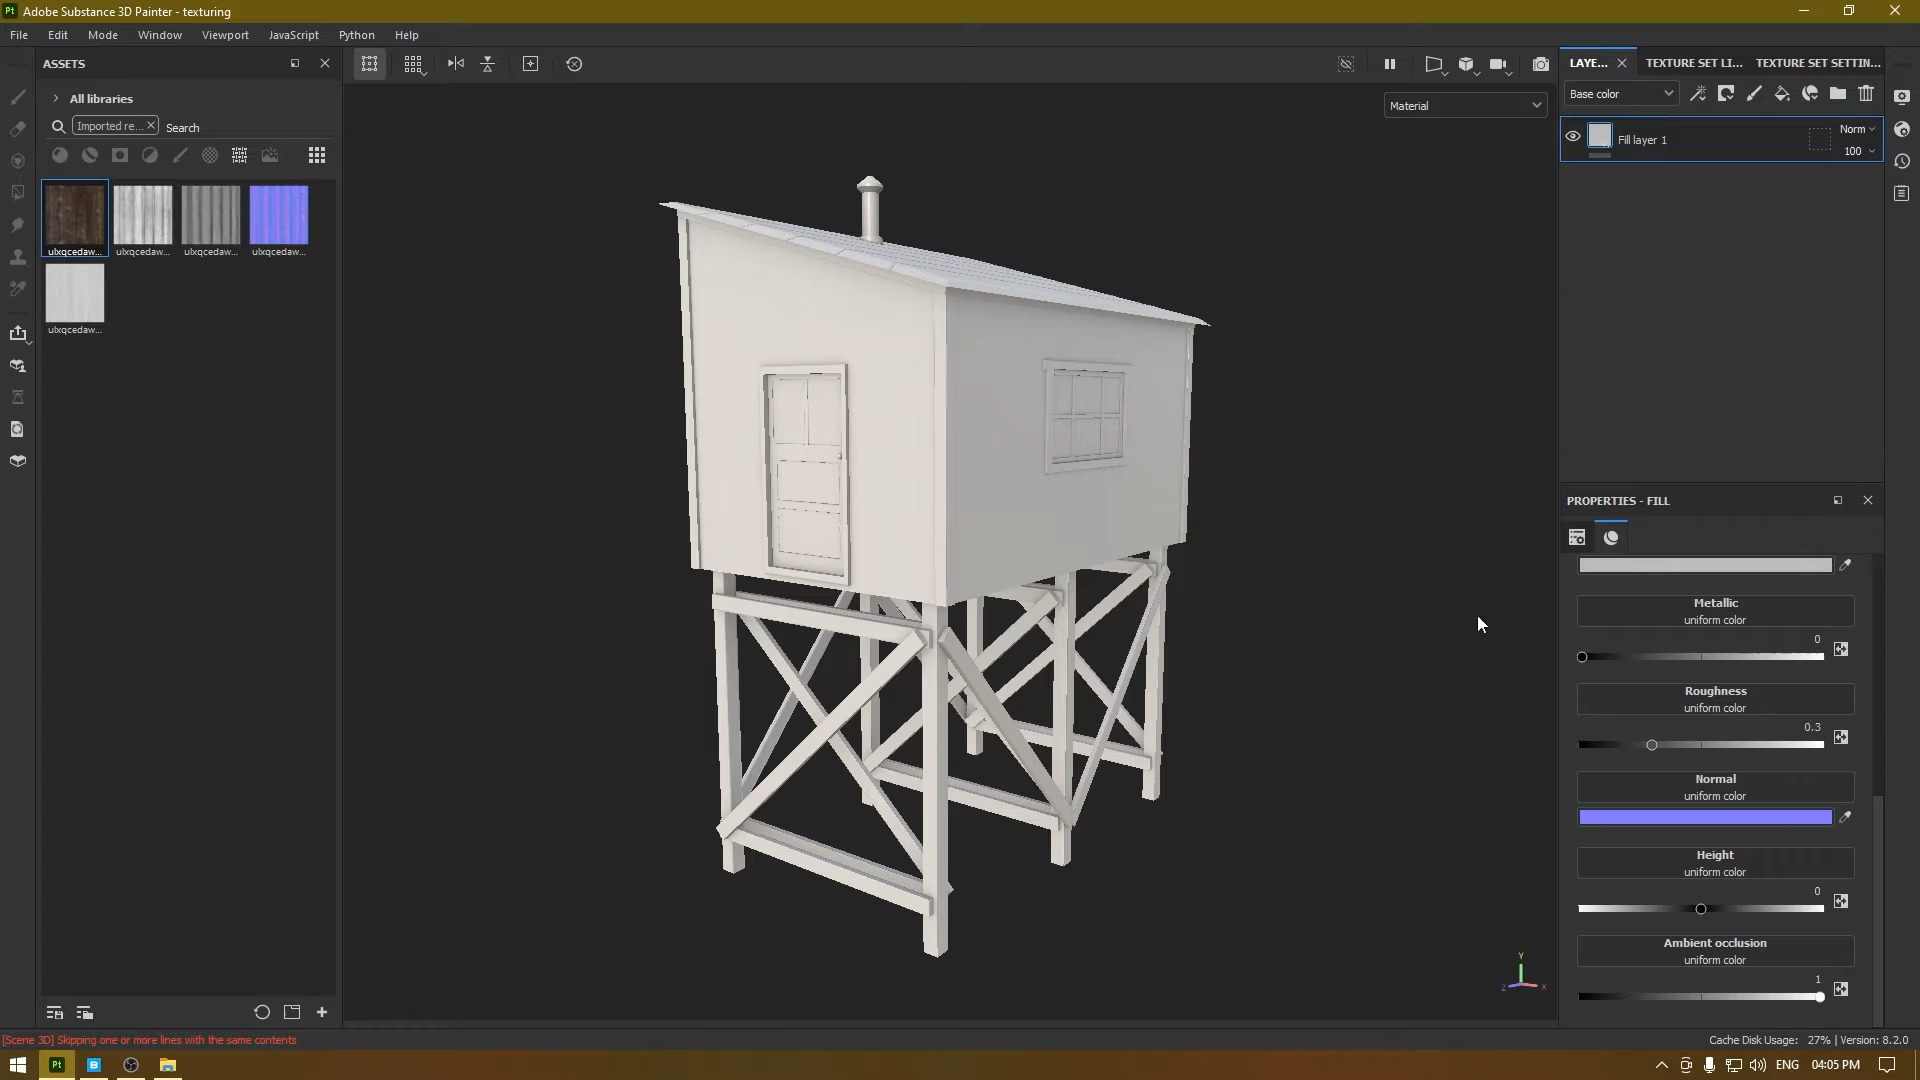 Pt Adobe Substance 3D Painter - texturing
File Edit Mode Window Viewport JavaScript Python Help
ASSETS
All libraries
Imported re... Search
ulxqcedaw... ulxqcedaw... ulxqcedaw... ulxqcedaw...
ulxqcedaw...
Material
LAYE... TEXTURE SET LI... TEXTURE SET SETTIN...
Base color
Fill layer 1
Norm
100
PROPERTIES - FILL
Metallic
uniform color
0
Roughness
uniform color
0.3
Normal
uniform color
Height
uniform color
0
Ambient occlusion
uniform color
1
Y
Z X
[Scene 3D] Skipping one or more lines with the same contents
Cache Disk Usage: 27% | Version: 8.2.0
Pt B ENG 04:05 PM